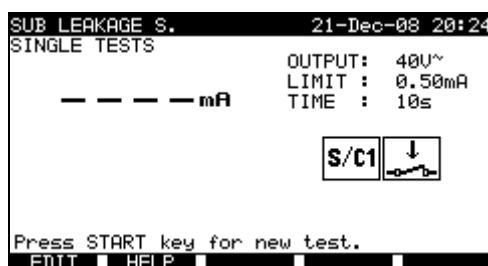 SUB LEAKAGE S. 21-Dec-08 20:24
SINGLE TESTS
OUTPUT: 40V~
LIMIT : 0.50mA
TIME : 10s
– – – – mA
S/C1
Press START key for new test.
EDIT HELP